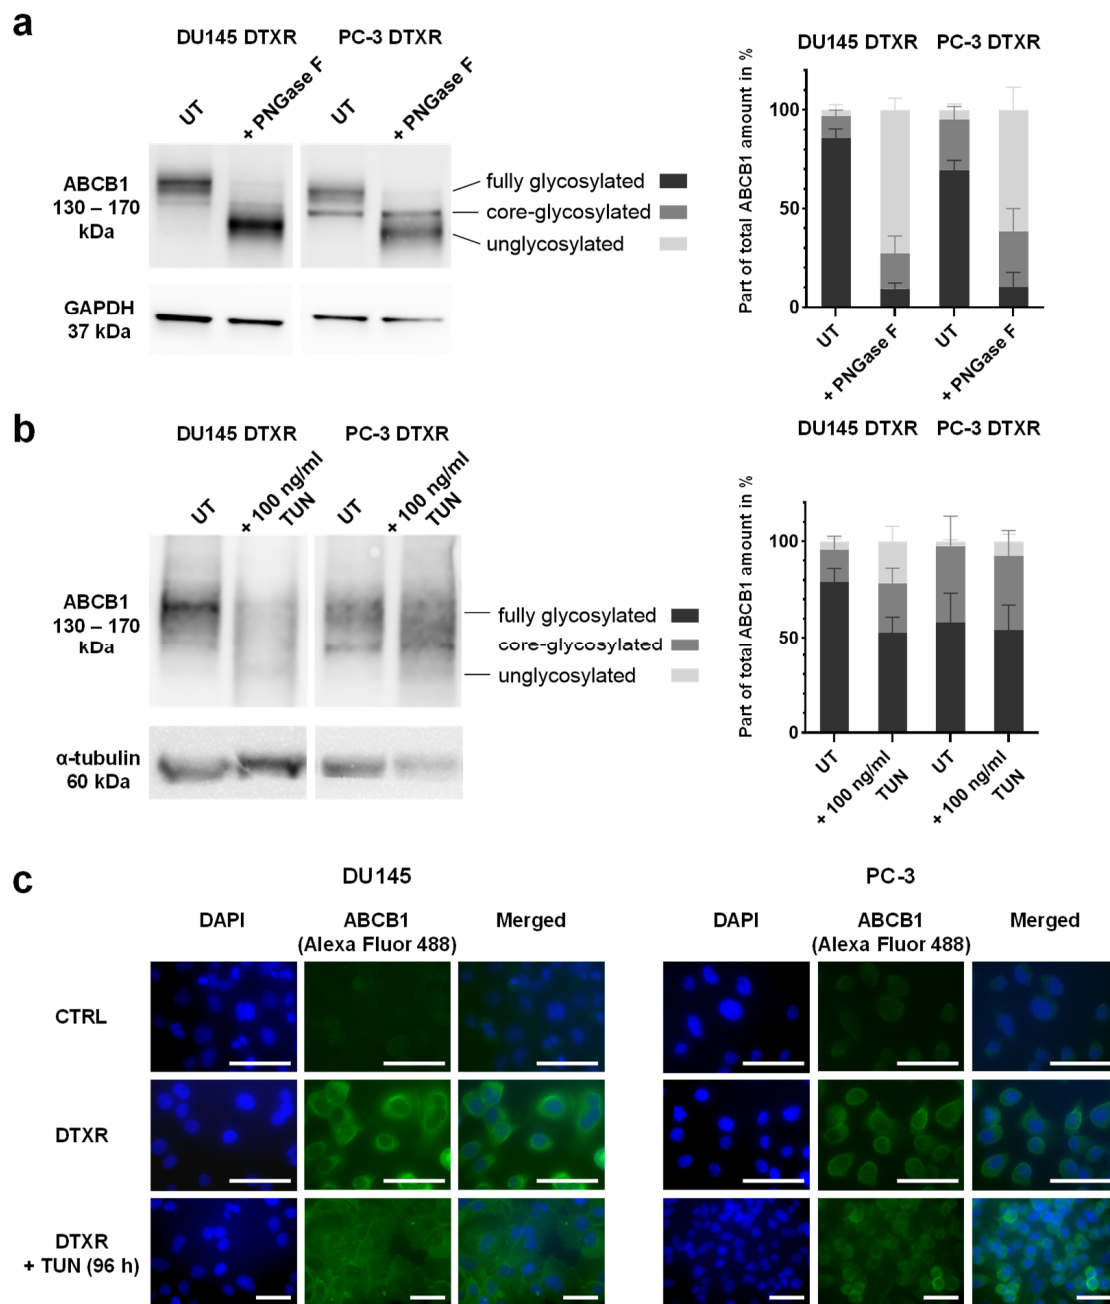 a
DU145 DTXR
PC-3 DTXR
UT
+ PNGase F
UT
+ PNGase F
ABCB1
130 – 170
kDa
fully glycosylated
core-glycosylated
unglycosylated
GAPDH
37 kDa
DU145 DTXR
PC-3 DTXR
Part of total ABCB1 amount in %
100
50
0
UT
+ PNGase F
UT
+ PNGase F
b
DU145 DTXR
PC-3 DTXR
UT
+ 100 ng/ml
TUN
UT
+ 100 ng/ml
TUN
ABCB1
130 – 170
kDa
fully glycosylated
core-glycosylated
unglycosylated
α-tubulin
60 kDa
DU145 DTXR
PC-3 DTXR
Part of total ABCB1 amount in %
100
50
0
UT
+ 100 ng/ml
TUN
UT
+ 100 ng/ml
TUN
c
DU145
PC-3
DAPI
ABCB1
(Alexa Fluor 488)
Merged
DAPI
ABCB1
(Alexa Fluor 488)
Merged
CTRL
DTXR
DTXR
+ TUN (96 h)